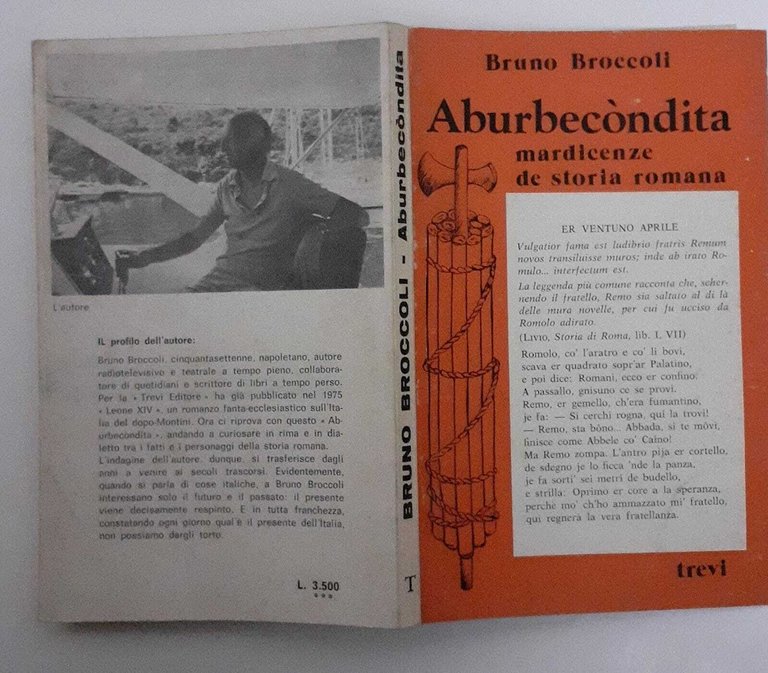 L'autore
IL profilo dell'autore:
Bruno Broccoli, cinquantasettenne, napoletano, autore
radiotelevisivo e teatrale a tempo pieno, collabora-
tore di quotidiani e scrittore di libri a tempo perso.
Per la « Trevi Editore » ha già pubblicato nel 1975
« Leone XIV », un romanzo fanta-ecclesiastico sull'Ita-
lia del dopo-Montini. Ora ci riprova con questo « Ab-
urbecòndita », andando a curiosare in rima e in dia-
letto tra i fatti e i personaggi della storia romana.
L'indagine dell'autore, dunque, si trasferisce dagli
anni a venire ai secoli trascorsi. Evidentemente,
quando si parla di cose italiche, a Bruno Broccoli
interessano solo il futuro e il passato: il presente
viene decisamente respinto. E in tutta franchezza,
constatando ogni giorno qual'è il presente dell'Italia,
non possiamo dargli torto.
L. 3.500
***
BRUNO BROCCOLI - Aburbecòndita
T
Bruno Broccoli
Aburbecòndita
mardicenze
de storia romana
ER VENTUNO APRILE
Vulgatior fama est ludibrio fratris Remum
novos transiluisse muros; inde ab irato Ro-
mulo... interfectum est.
La leggenda più comune racconta che, scher-
nendo il fratello, Remo sia saltato al di là
delle mura novelle, per cui fu ucciso da
Romolo adirato.
(LIVIO, Storia di Roma, lib. I, VII)
Romolo, co' l'aratro e co' li bovi,
scava er quadrato sopr'ar Palatino,
e poi dice: Romani, ecco er confino:
A passallo, gnisuno ce se provi.
Remo, er gemello, ch'era fumantino,
je fa: — Si cerchi rogna, qui la trovi!
— Remo, sta bòno... Abbada, si te mòvi,
finisce come Abbele co' Caino!
Ma Remo zompa. L'antro pija er cortello,
de sdegno je lo ficca 'nde la panza,
je fa sorti' sei metri de budello,
e strilla: Oprimo er core a la speranza,
perché mo' ch'ho ammazzato mi' fratello,
qui regnerà la vera fratellanza.
trevi